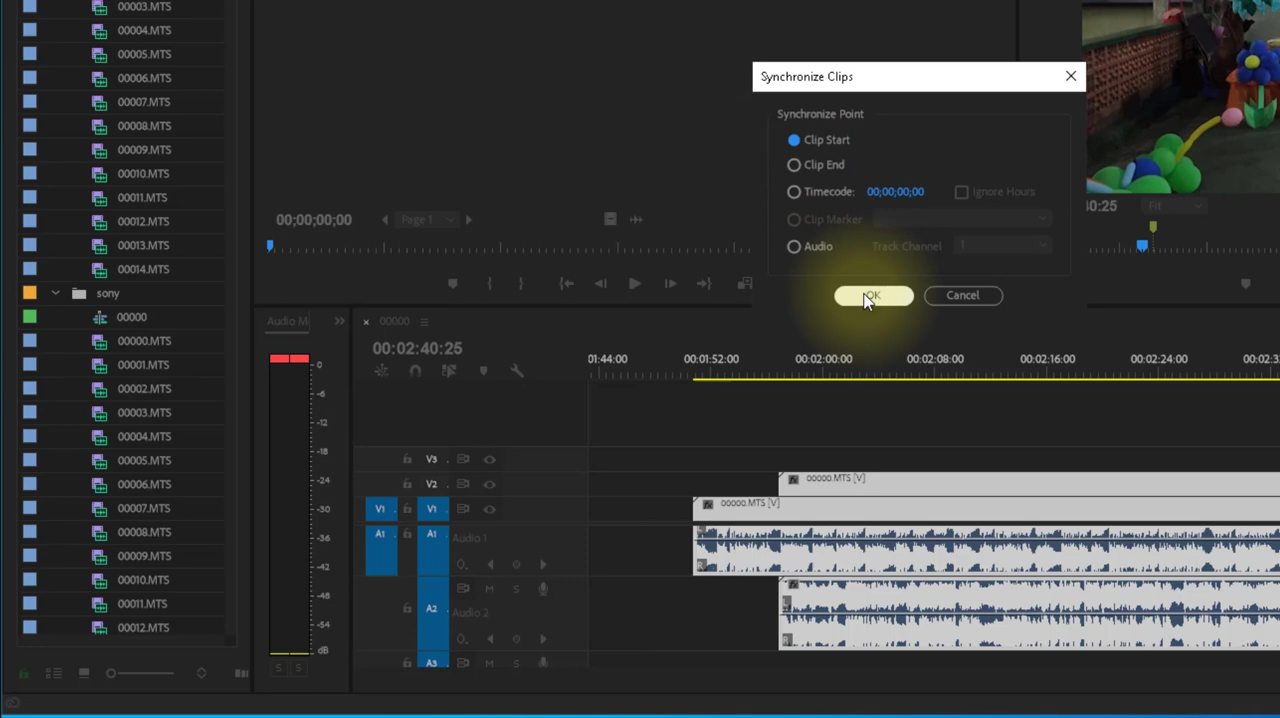 00003.MTS
00004.MTS
00005.MTS
00006.MTS
00007.MTS
00008.MTS
00009.MTS
00010.MTS
00011.MTS
00012.MTS
00013.MTS
00014.MTS
sony
00000
00000.MTS
00001.MTS
00002.MTS
00003.MTS
00004.MTS
00005.MTS
00006.MTS
00007.MTS
00008.MTS
00009.MTS
00010.MTS
00011.MTS
00012.MTS
00;00;00;00
Page 1
Synchronize Clips
Synchronize Point
Clip Start
Clip End
Timecode: 00;00;00;00 Ignore Hours
Clip Marker
Audio Track Channel 1
OK Cancel
40:25 Fit
Audio M
0
-6
-12
-18
-24
-30
-36
-42
-48
-54
dB
S S
00000
00:02:40:25
01:44:00 00:01:52:00 00:02:00:00 00:02:08:00 00:02:16:00 00:02:24:00 00:02:3
V3
V2 00000.MTS [V]
V1 V1 00000.MTS [V]
A1 A1 Audio 1
M S
A2 Audio 2
A3 M S